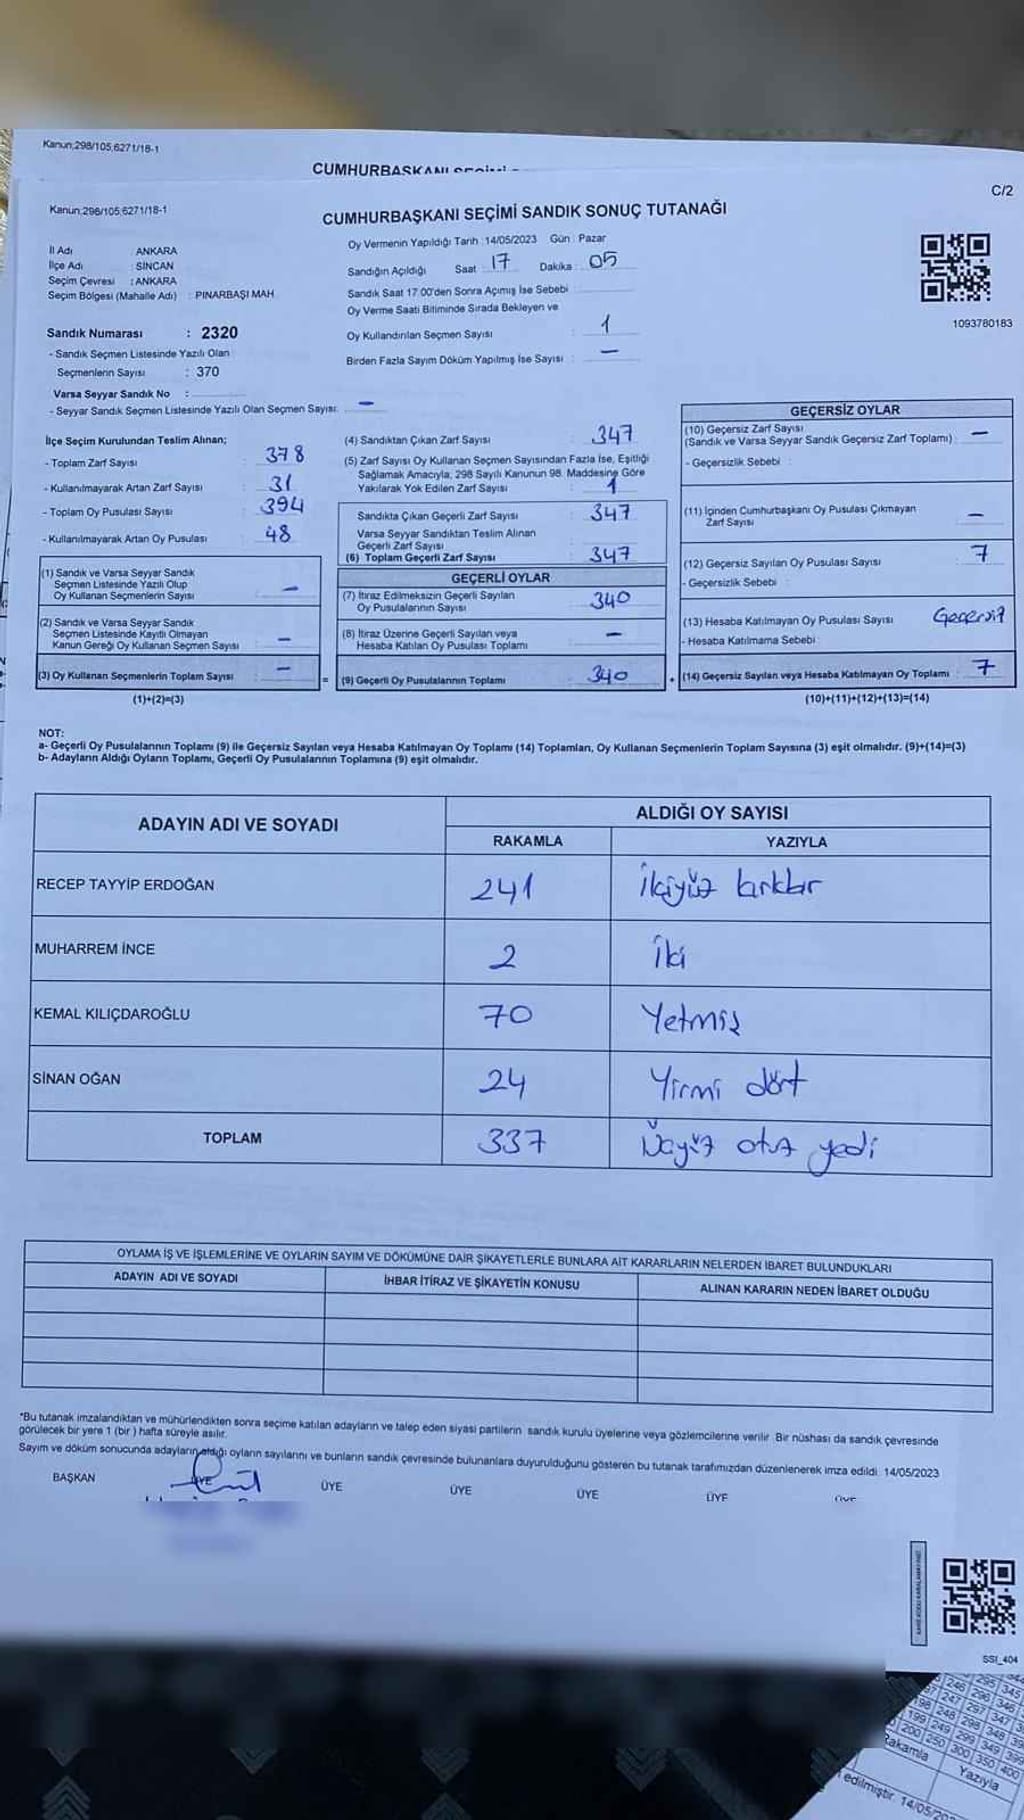 Kanun;298/105,6271/18-1
CUMHURBAŞKANI
C/2
Kanun:298/105;6271/18-1
CUMHURBAŞKANI SEÇİMİ SANDIK SONUÇ TUTANAĞI
İl Adı : ANKARA
İlçe Adı : SİNCAN
Seçim Çevresi : ANKARA
Seçim Bölgesi (Mahalle Adı) : PINARBAŞI MAH
Oy Vermenin Yapıldığı Tarih :14/05/2023 Gün : Pazar
Sandığın Açıldığı Saat 17 Dakika : 05
Sandık Saat 17:00'den Sonra Açımış İse Sebebi :
Oy Verme Saati Bitiminde Sırada Bekleyen ve
Oy Kullandırılan Seçmen Sayısı : 1
Birden Fazla Sayım Döküm Yapılmış İse Sayısı : –
1093780183
Sandık Numarası : 2320
- Sandık Seçmen Listesinde Yazılı Olan
Seçmenlerin Sayısı : 370
Varsa Seyyar Sandık No :
- Seyyar Sandık Seçmen Listesinde Yazılı Olan Seçmen Sayısı: –
İlçe Seçim Kurulundan Teslim Alınan;
- Toplam Zarf Sayısı : 378
- Kullanılmayarak Artan Zarf Sayısı : 31
- Toplam Oy Pusulası Sayısı : 394
- Kullanılmayarak Artan Oy Pusulası : 48
(1) Sandık ve Varsa Seyyar Sandık
Seçmen Listesinde Yazılı Olup
Oy Kullanan Seçmenlerin Sayısı : –
(2) Sandık ve Varsa Seyyar Sandık
Seçmen Listesinde Kayıtlı Olmayan
Kanun Gereği Oy Kullanan Seçmen Sayısı : –
(3) Oy Kullanan Seçmenlerin Toplam Sayısı : –
(1)+(2)=(3)
=
(4) Sandıktan Çıkan Zarf Sayısı : 347
(5) Zarf Sayısı Oy Kullanan Seçmen Sayısından Fazla İse, Eşitliği
Sağlamak Amacıyla, 298 Sayılı Kanunun 98. Maddesine Göre
Yakılarak Yok Edilen Zarf Sayısı : 1
Sandıkta Çıkan Geçerli Zarf Sayısı : 347
Varsa Seyyar Sandıktan Teslim Alınan
Geçerli Zarf Sayısı
(6) Toplam Geçerli Zarf Sayısı : 347
GEÇERLİ OYLAR
(7) İtiraz Edilmeksizin Geçerli Sayılan
Oy Pusulalarının Sayısı : 340
(8) İtiraz Üzerine Geçerli Sayılan veya
Hesaba Katılan Oy Pusulası Toplamı : –
(9) Geçerli Oy Pusulalarının Toplamı : 340
+
GEÇERSİZ OYLAR
(10) Geçersiz Zarf Sayısı
(Sandık ve Varsa Seyyar Sandık Geçersiz Zarf Toplamı) : –
- Geçersizlik Sebebi :
(11) İçinden Cumhurbaşkanı Oy Pusulası Çıkmayan
Zarf Sayısı : –
(12) Geçersiz Sayılan Oy Pusulası Sayısı : 7
- Geçersizlik Sebebi :
(13) Hesaba Katılmayan Oy Pusulası Sayısı : Geçersiz
- Hesaba Katılmama Sebebi :
(14) Geçersiz Sayılan veya Hesaba Katılmayan Oy Toplamı : 7
(10)+(11)+(12)+(13)=(14)
NOT:
a- Geçerli Oy Pusulalarının Toplamı (9) ile Geçersiz Sayılan veya Hesaba Katılmayan Oy Toplamı (14) Toplamları, Oy Kullanan Seçmenlerin Toplam Sayısına (3) eşit olmalıdır. (9)+(14)=(3)
b- Adayların Aldığı Oyların Toplamı, Geçerli Oy Pusulalarının Toplamına (9) eşit olmalıdır.
ADAYIN ADI VE SOYADI
ALDIĞI OY SAYISI
RAKAMLA YAZIYLA
RECEP TAYYİP ERDOĞAN 241 İkiyüz kırkbir
MUHARREM İNCE 2 İki
KEMAL KILIÇDAROĞLU 70 Yetmiş
SİNAN OĞAN 24 Yirmi dört
TOPLAM 337 Üçyüz otuz yedi
OYLAMA İŞ VE İŞLEMLERİNE VE OYLARIN SAYIM VE DÖKÜMÜNE DAİR ŞİKAYETLERLE BUNLARA AİT KARARLARIN NELERDEN İBARET BULUNDUKLARI
ADAYIN ADI VE SOYADI İHBAR İTİRAZ VE ŞİKAYETİN KONUSU ALINAN KARARIN NEDEN İBARET OLDUĞU
*Bu tutanak imzalandıktan ve mühürlendikten sonra seçime katılan adayların ve talep eden siyasi partilerin sandık kurulu üyelerine veya gözlemcilerine verilir. Bir nüshası da sandık çevresinde
görülecek bir yere 1 (bir) hafta süreyle asılır.
Sayım ve döküm sonucunda adayların aldığı oyların sayılarını ve bunların sandık çevresinde bulunanlara duyurulduğunu gösteren bu tutanak tarafımızdan düzenlenerek imza edildi. 14/05/2023
BAŞKAN ÜYE ÜYE ÜYE ÜYE ÜYE ÜYE
SSI_404
295 345
246 296 346
247 297 347
198 248 298 348
199 249 299 349
200 250 300 350 400
Rakamla Yazıyla
edilmiştir. 14/05/20